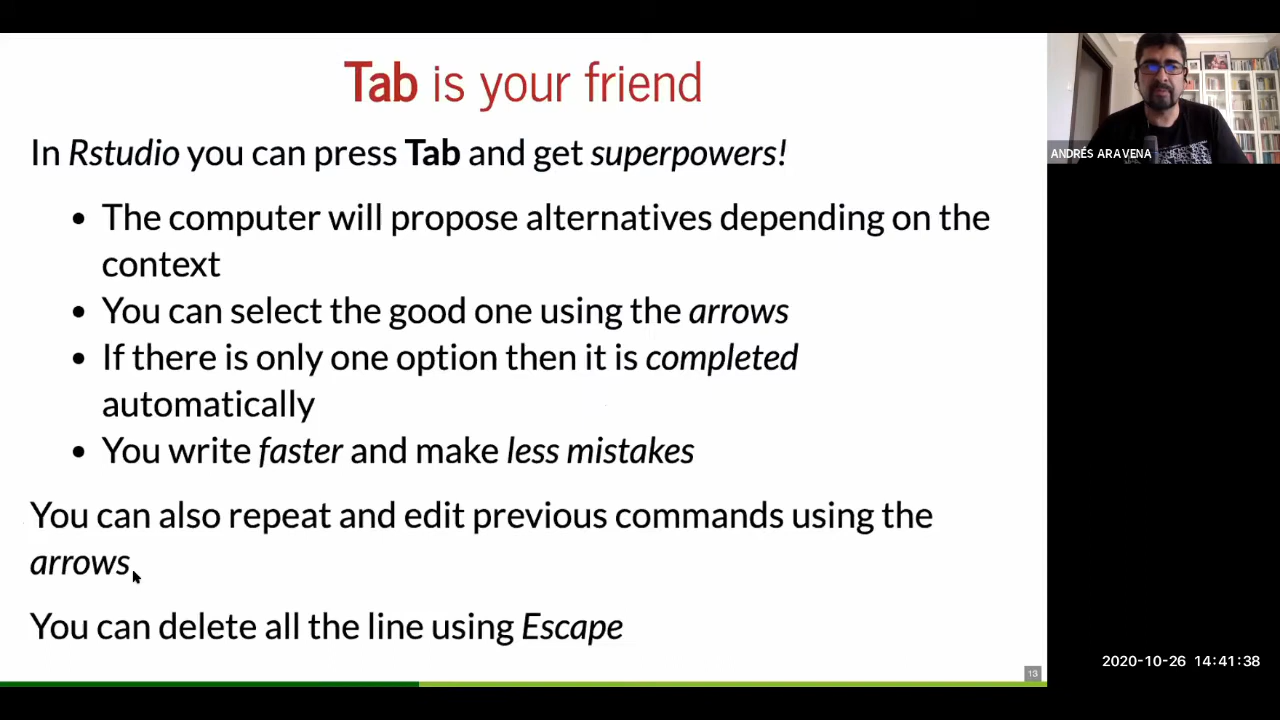 Tab is your friend
In Rstudio you can press Tab and get superpowers!
• The computer will propose alternatives depending on the
context
• You can select the good one using the arrows
• If there is only one option then it is completed
automatically
• You write faster and make less mistakes
You can also repeat and edit previous commands using the
arrows
You can delete all the line using Escape
13
ANDRÉS ARAVENA
2020-10-26 14:41:38